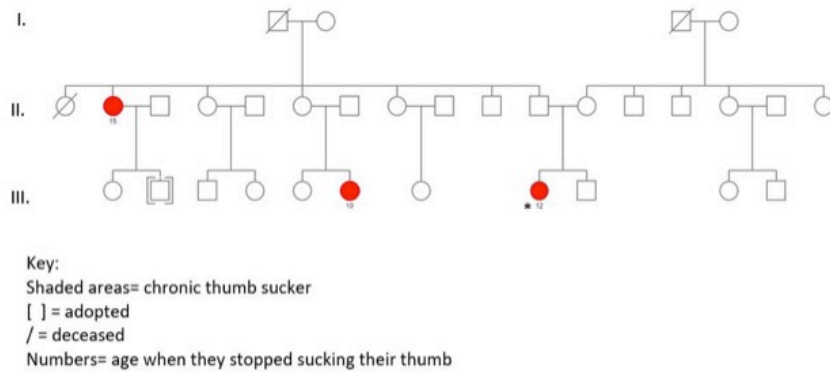 I.
II.
15
III.
10
* 12
Key:
Shaded areas= chronic thumb sucker
[ ] = adopted
/ = deceased
Numbers= age when they stopped sucking their thumb